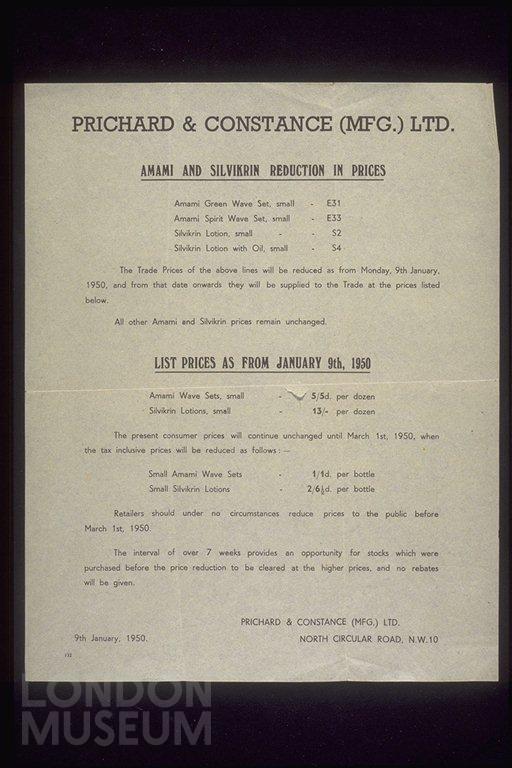 PRICHARD & CONSTANCE (MFG.) LTD.
AMAMI AND SILVIKRIN REDUCTION IN PRICES
Amami Green Wave Set, small - E31
Amami Spirit Wave Set, small - E33
Silvikrin Lotion, small - - S2
Silvikrin Lotion with Oil, small - S4
The Trade Prices of the above lines will be reduced as from Monday, 9th January,
1950, and from that date onwards they will be supplied to the Trade at the prices listed
below.
All other Amami and Silvikrin prices remain unchanged.
LIST PRICES AS FROM JANUARY 9th, 1950
Amami Wave Sets, small - 5/5d. per dozen
Silvikrin Lotions, small - 13/- per dozen
The present consumer prices will continue unchanged until March 1st, 1950, when
the tax inclusive prices will be reduced as follows :—
Small Amami Wave Sets - 1/1d. per bottle
Small Silvikrin Lotions - 2/6½d. per bottle
Retailers should under no circumstances reduce prices to the public before
March 1st, 1950.
The interval of over 7 weeks provides an opportunity for stocks which were
purchased before the price reduction to be cleared at the higher prices, and no rebates
will be given.
PRICHARD & CONSTANCE (MFG.) LTD.
9th January, 1950. NORTH CIRCULAR ROAD, N.W.10
132
LONDON
MUSEUM